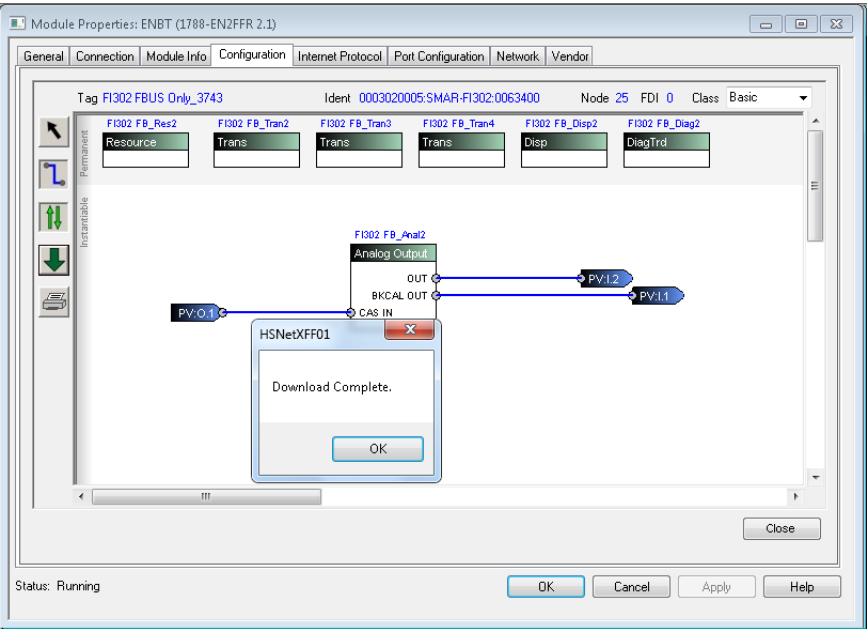 Module Properties: ENBT (1788-EN2FFR 2.1)
General Connection Module Info Configuration Internet Protocol Port Configuration Network Vendor
Tag FI302 FBUS Only_3743 Ident 0003020005:SMAR-FI302:0063400 Node 25 FDI 0 Class Basic
Permanent
FI302 FB_Res2 FI302 FB_Tran2 FI302 FB_Tran3 FI302 FB_Tran4 FI302 FB_Disp2 FI302 FB_Diag2
Resource Trans Trans Trans Disp DiagTrd
Instantiable
FI302 FB_Anal2
Analog Output
OUT PV:I.2
BKCAL OUT PV:I.1
PV:O.1 CAS IN
HSNetXFF01
Download Complete.
OK
Close
Status: Running OK Cancel Apply Help